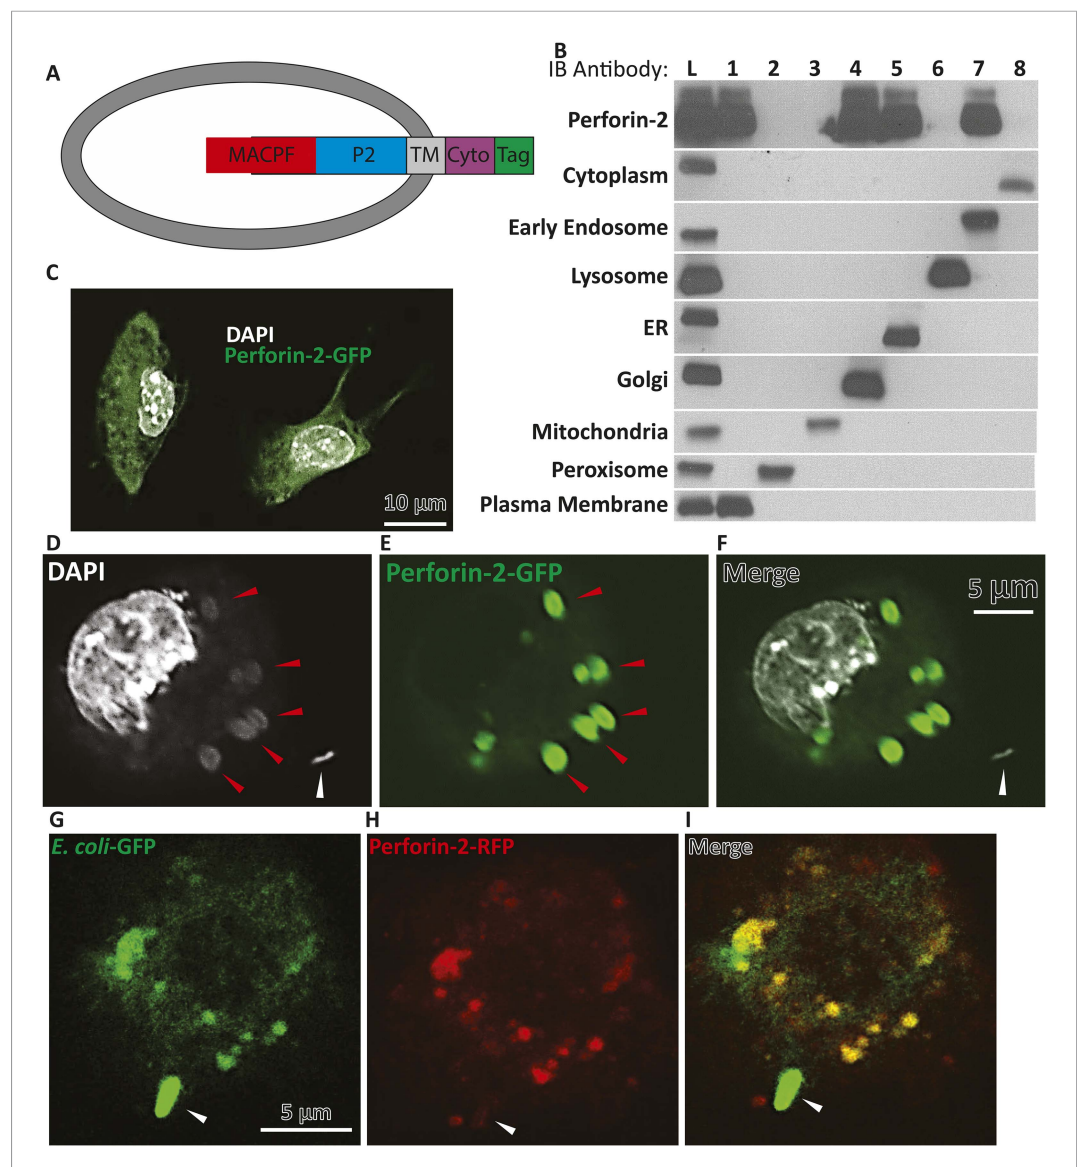 A
MACPF P2 TM Cyto Tag
B
IB Antibody: L 1 2 3 4 5 6 7 8
Perforin-2
Cytoplasm
Early Endosome
Lysosome
ER
Golgi
Mitochondria
Peroxisome
Plasma Membrane
C
DAPI
Perforin-2-GFP
10 µm
D
DAPI
E
Perforin-2-GFP
F
Merge
5 µm
G
E. coli-GFP
5 µm
H
Perforin-2-RFP
I
Merge